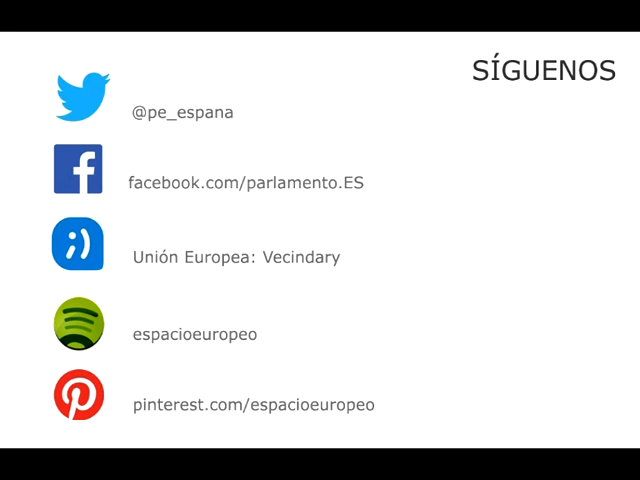 SÍGUENOS
@pe_espana
facebook.com/parlamento.ES
Unión Europea: Vecindary
espacioeuropeo
pinterest.com/espacioeuropeo